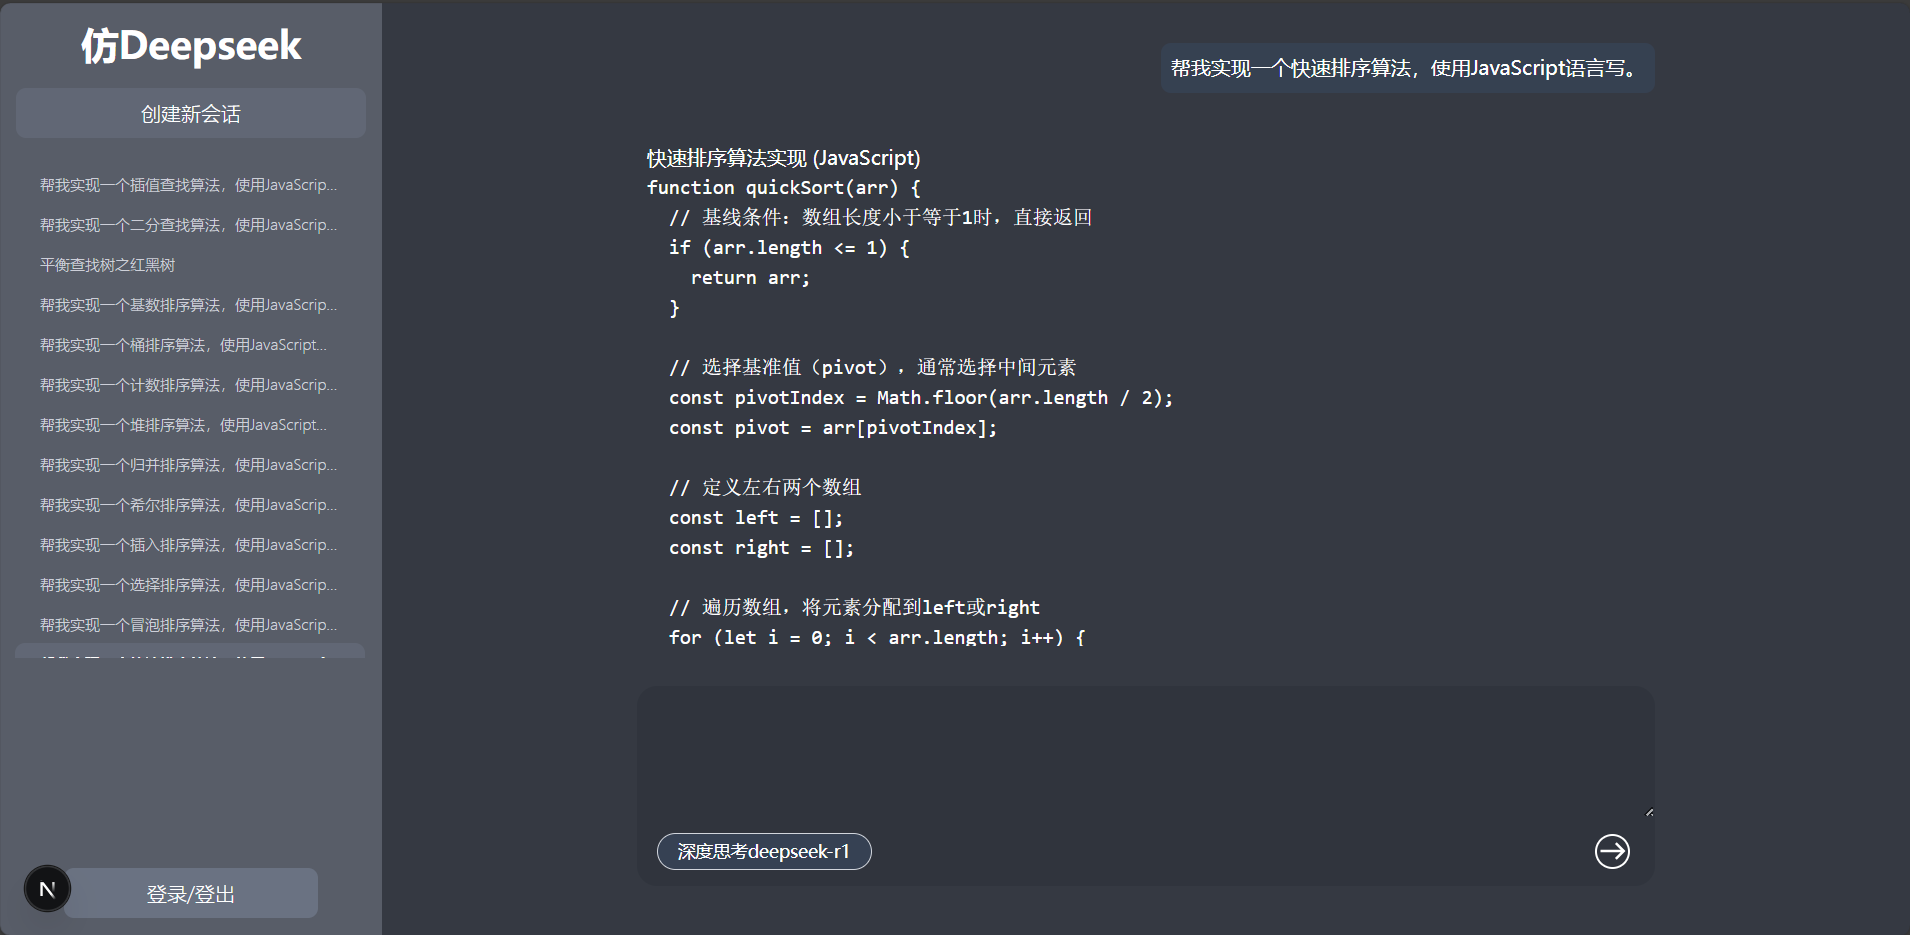 仿Deepseek
创建新会话
帮我实现一个插值查找算法，使用JavaScrip...
帮我实现一个二分查找算法，使用JavaScrip...
平衡查找树之红黑树
帮我实现一个基数排序算法，使用JavaScrip...
帮我实现一个桶排序算法，使用JavaScript...
帮我实现一个计数排序算法，使用JavaScrip...
帮我实现一个堆排序算法，使用JavaScript...
帮我实现一个归并排序算法，使用JavaScrip...
帮我实现一个希尔排序算法，使用JavaScrip...
帮我实现一个插入排序算法，使用JavaScrip...
帮我实现一个选择排序算法，使用JavaScrip...
帮我实现一个冒泡排序算法，使用JavaScrip...
N
登录/登出
帮我实现一个快速排序算法，使用JavaScript语言写。
快速排序算法实现 (JavaScript)
function quickSort(arr) {
  // 基线条件：数组长度小于等于1时，直接返回
  if (arr.length <= 1) {
    return arr;
  }
  // 选择基准值（pivot），通常选择中间元素
  const pivotIndex = Math.floor(arr.length / 2);
  const pivot = arr[pivotIndex];
  // 定义左右两个数组
  const left = [];
  const right = [];
  // 遍历数组，将元素分配到left或right
  for (let i = 0; i < arr.length; i++) {
深度思考deepseek-r1